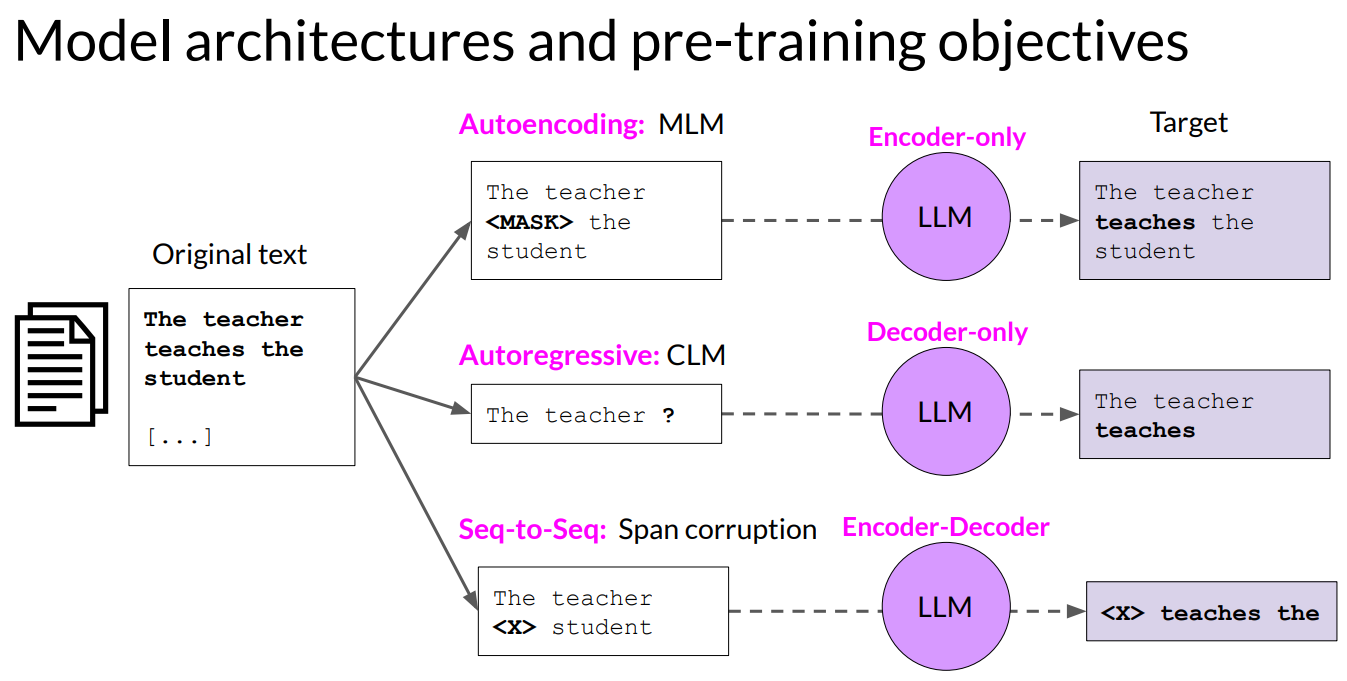 Model architectures and pre-training objectives
Original text
The teacher
teaches the
student
[...]
Autoencoding: MLM
The teacher
<MASK> the
student
Encoder-only
LLM
Target
The teacher
teaches the
student
Autoregressive: CLM
The teacher ?
Decoder-only
LLM
The teacher
teaches
Seq-to-Seq: Span corruption
The teacher
<X> student
Encoder-Decoder
LLM
<X> teaches the